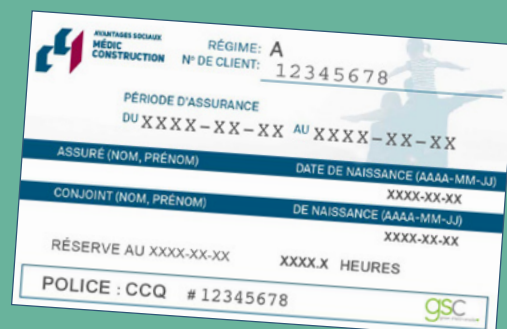 AVANTAGES SOCIAUX
MÉDIC
CONSTRUCTION
RÉGIME: A
N° DE CLIENT: 12345678
PÉRIODE D'ASSURANCE
DU XXXX-XX-XX AU XXXX-XX-XX
ASSURÉ (NOM, PRÉNOM) DATE DE NAISSANCE (AAAA-MM-JJ)
XXXX-XX-XX
CONJOINT (NOM, PRÉNOM) DE NAISSANCE (AAAA-MM-JJ)
XXXX-XX-XX
RÉSERVE AU XXXX-XX-XX XXXX.X HEURES
POLICE : CCQ #12345678
gsc